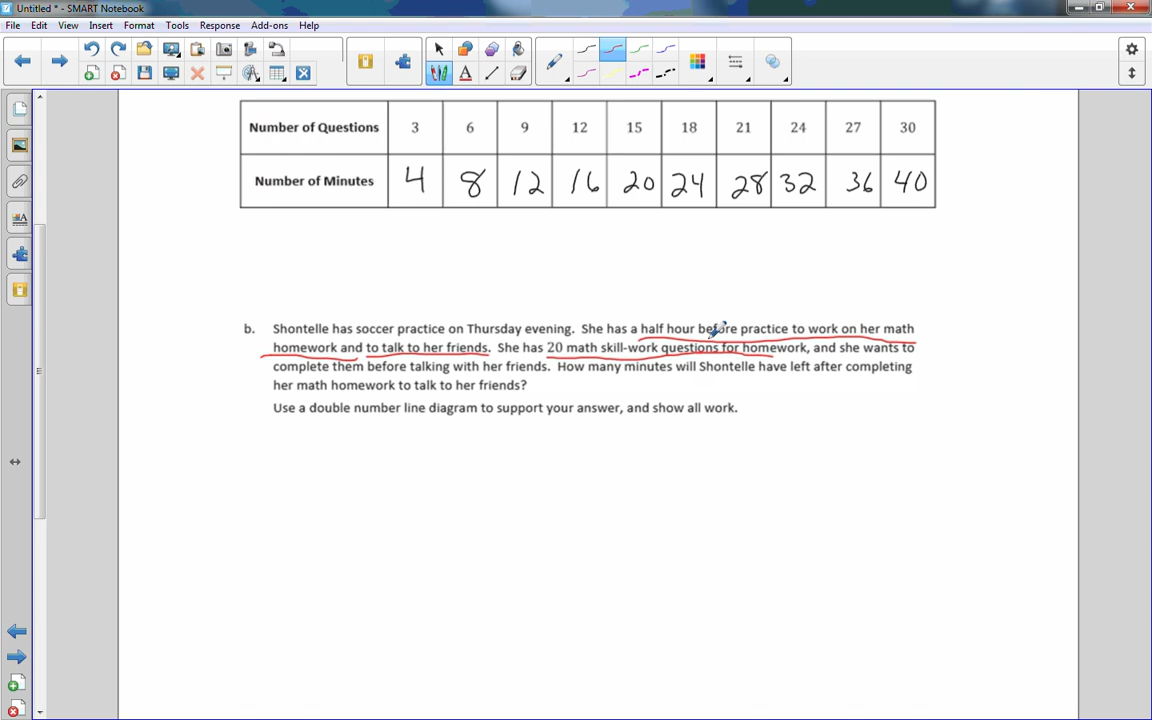 Untitled * - SMART Notebook
File Edit View Insert Format Tools Response Add-ons Help
Number of Questions 3 6 9 12 15 18 21 24 27 30
Number of Minutes 4 8 12 16 20 24 28 32 36 40
b. Shontelle has soccer practice on Thursday evening. She has a half hour before practice to work on her math
homework and to talk to her friends. She has 20 math skill-work questions for homework, and she wants to
complete them before talking with her friends. How many minutes will Shontelle have left after completing
her math homework to talk to her friends?
Use a double number line diagram to support your answer, and show all work.